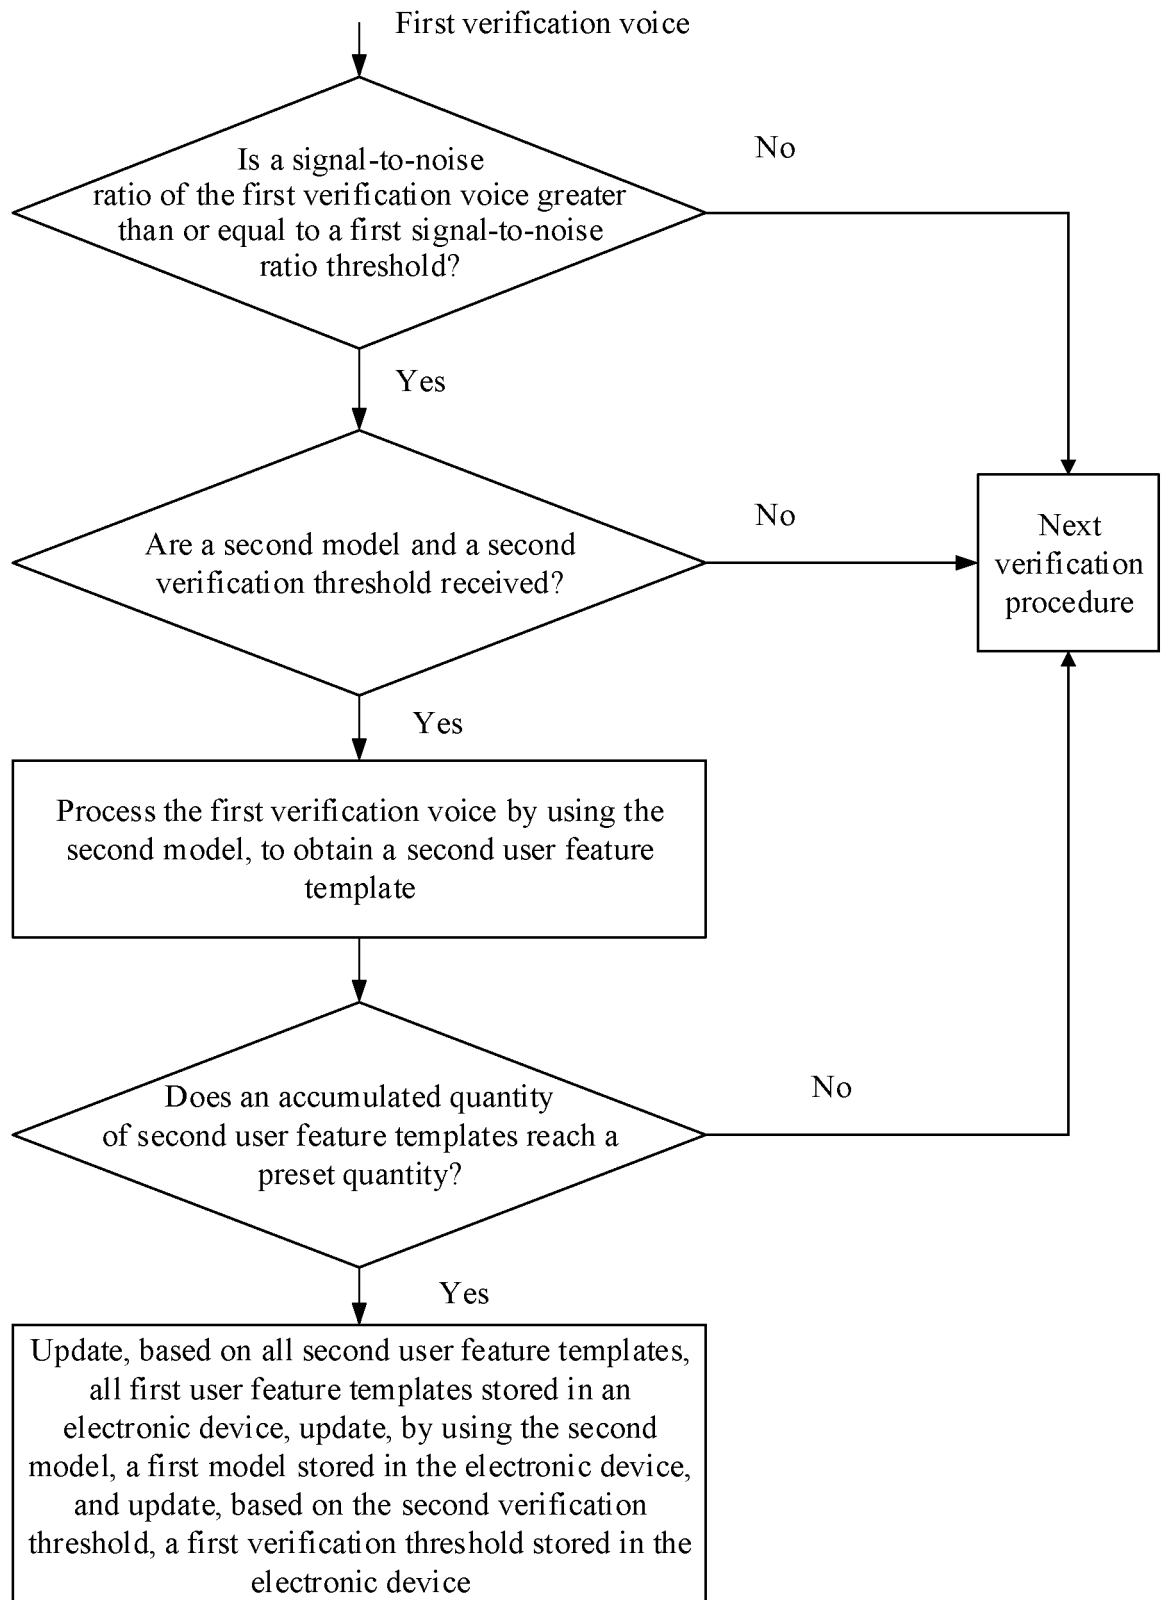 First verification voice
Is a signal-to-noise
ratio of the first verification voice greater
than or equal to a first signal-to-noise
ratio threshold?
No
Yes
Are a second model and a second
verification threshold received?
No
Next
verification
procedure
Yes
Process the first verification voice by using the
second model, to obtain a second user feature
template
Does an accumulated quantity
of second user feature templates reach a
preset quantity?
No
Yes
Update, based on all second user feature templates,
all first user feature templates stored in an
electronic device, update, by using the second
model, a first model stored in the electronic device,
and update, based on the second verification
threshold, a first verification threshold stored in the
electronic device